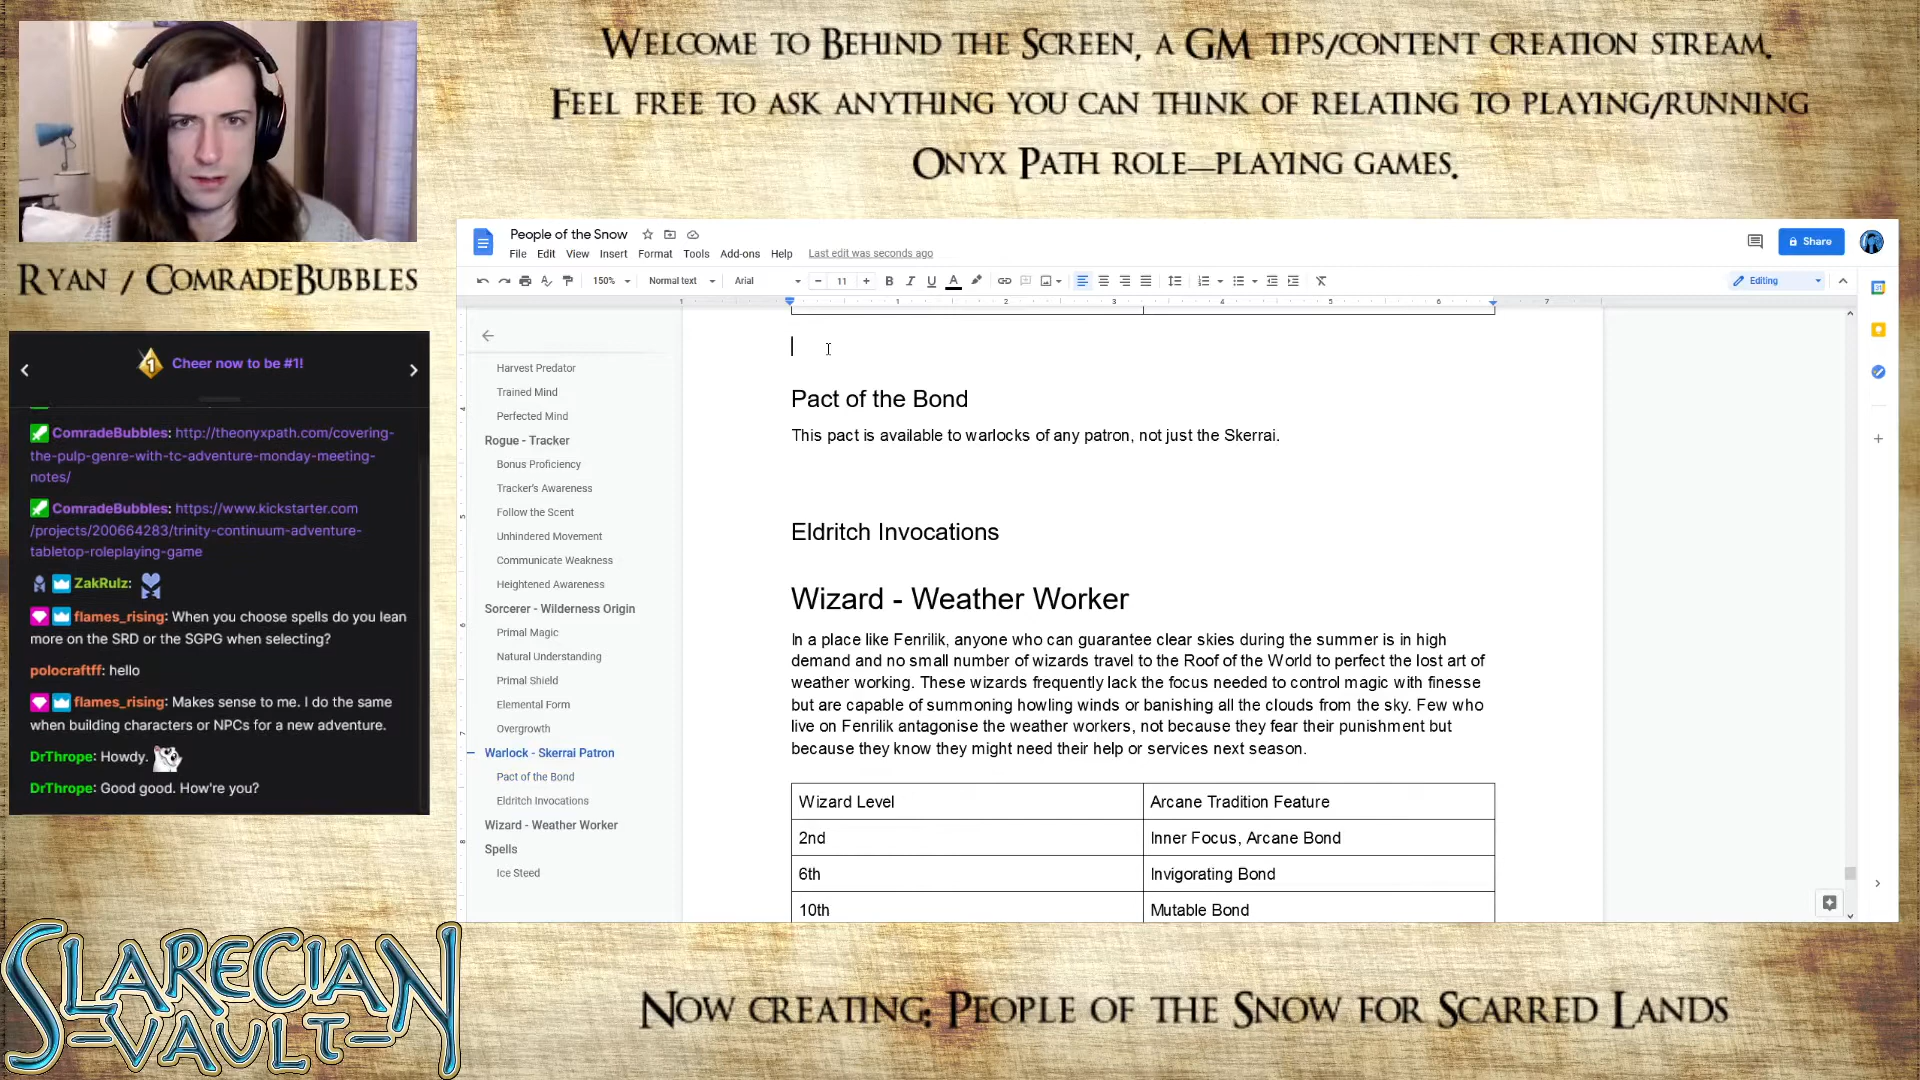 Welcome to Behind the Screen, a GM tips/content creation stream.
Feel free to ask anything you can think of relating to playing/running
Onyx Path role-playing games.
Ryan / ComradeBubbles
Cheer now to be #1!
ComradeBubbles: http://theonyxpath.com/covering-
the-pulp-genre-with-tc-adventure-monday-meeting-
notes/
ComradeBubbles: https://www.kickstarter.com
/projects/200664283/trinity-continuum-adventure-
tabletop-roleplaying-game
ZakRulz:
flames_rising: When you choose spells do you lean
more on the SRD or the SGPG when selecting?
polocraftff: hello
flames_rising: Makes sense to me. I do the same
when building characters or NPCs for a new adventure.
DrThrope: Howdy.
DrThrope: Good good. How're you?
People of the Snow
File Edit View Insert Format Tools Add-ons Help Last edit was seconds ago
Share
150% Normal text Arial 11 Editing
1 1 2 3 4 5 6 7
Harvest Predator
Trained Mind
Perfected Mind
Rogue - Tracker
Bonus Proficiency
Tracker's Awareness
Follow the Scent
Unhindered Movement
Communicate Weakness
Heightened Awareness
Sorcerer - Wilderness Origin
Primal Magic
Natural Understanding
Primal Shield
Elemental Form
Overgrowth
Warlock - Skerrai Patron
Pact of the Bond
Eldritch Invocations
Wizard - Weather Worker
Spells
Ice Steed
Pact of the Bond
This pact is available to warlocks of any patron, not just the Skerrai.
Eldritch Invocations
Wizard - Weather Worker
In a place like Fenrilik, anyone who can guarantee clear skies during the summer is in high
demand and no small number of wizards travel to the Roof of the World to perfect the lost art of
weather working. These wizards frequently lack the focus needed to control magic with finesse
but are capable of summoning howling winds or banishing all the clouds from the sky. Few who
live on Fenrilik antagonise the weather workers, not because they fear their punishment but
because they know they might need their help or services next season.
Wizard Level Arcane Tradition Feature
2nd Inner Focus, Arcane Bond
6th Invigorating Bond
10th Mutable Bond
Slarecian
Vault
Now creating: People of the Snow for Scarred Lands